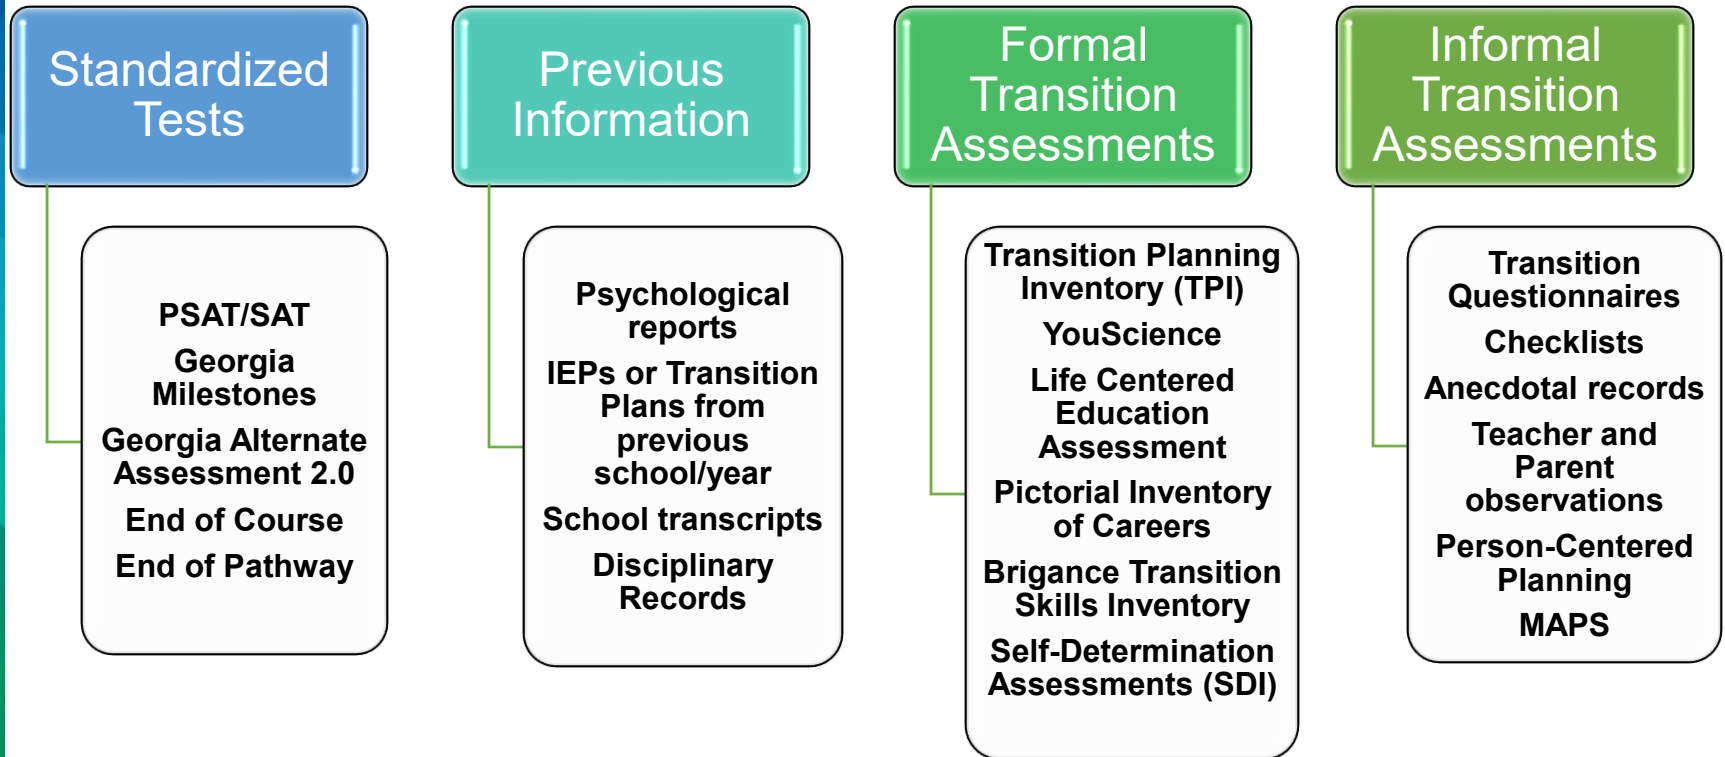 Standardized
Tests
PSAT/SAT
Georgia
Milestones
Georgia Alternate
Assessment 2.0
End of Course
End of Pathway
Previous
Information
Psychological
reports
IEPs or Transition
Plans from
previous
school/year
School transcripts
Disciplinary
Records
Formal
Transition
Assessments
Transition Planning
Inventory (TPI)
YouScience
Life Centered
Education
Assessment
Pictorial Inventory
of Careers
Brigance Transition
Skills Inventory
Self-Determination
Assessments (SDI)
Informal
Transition
Assessments
Transition
Questionnaires
Checklists
Anecdotal records
Teacher and
Parent
observations
Person-Centered
Planning
MAPS